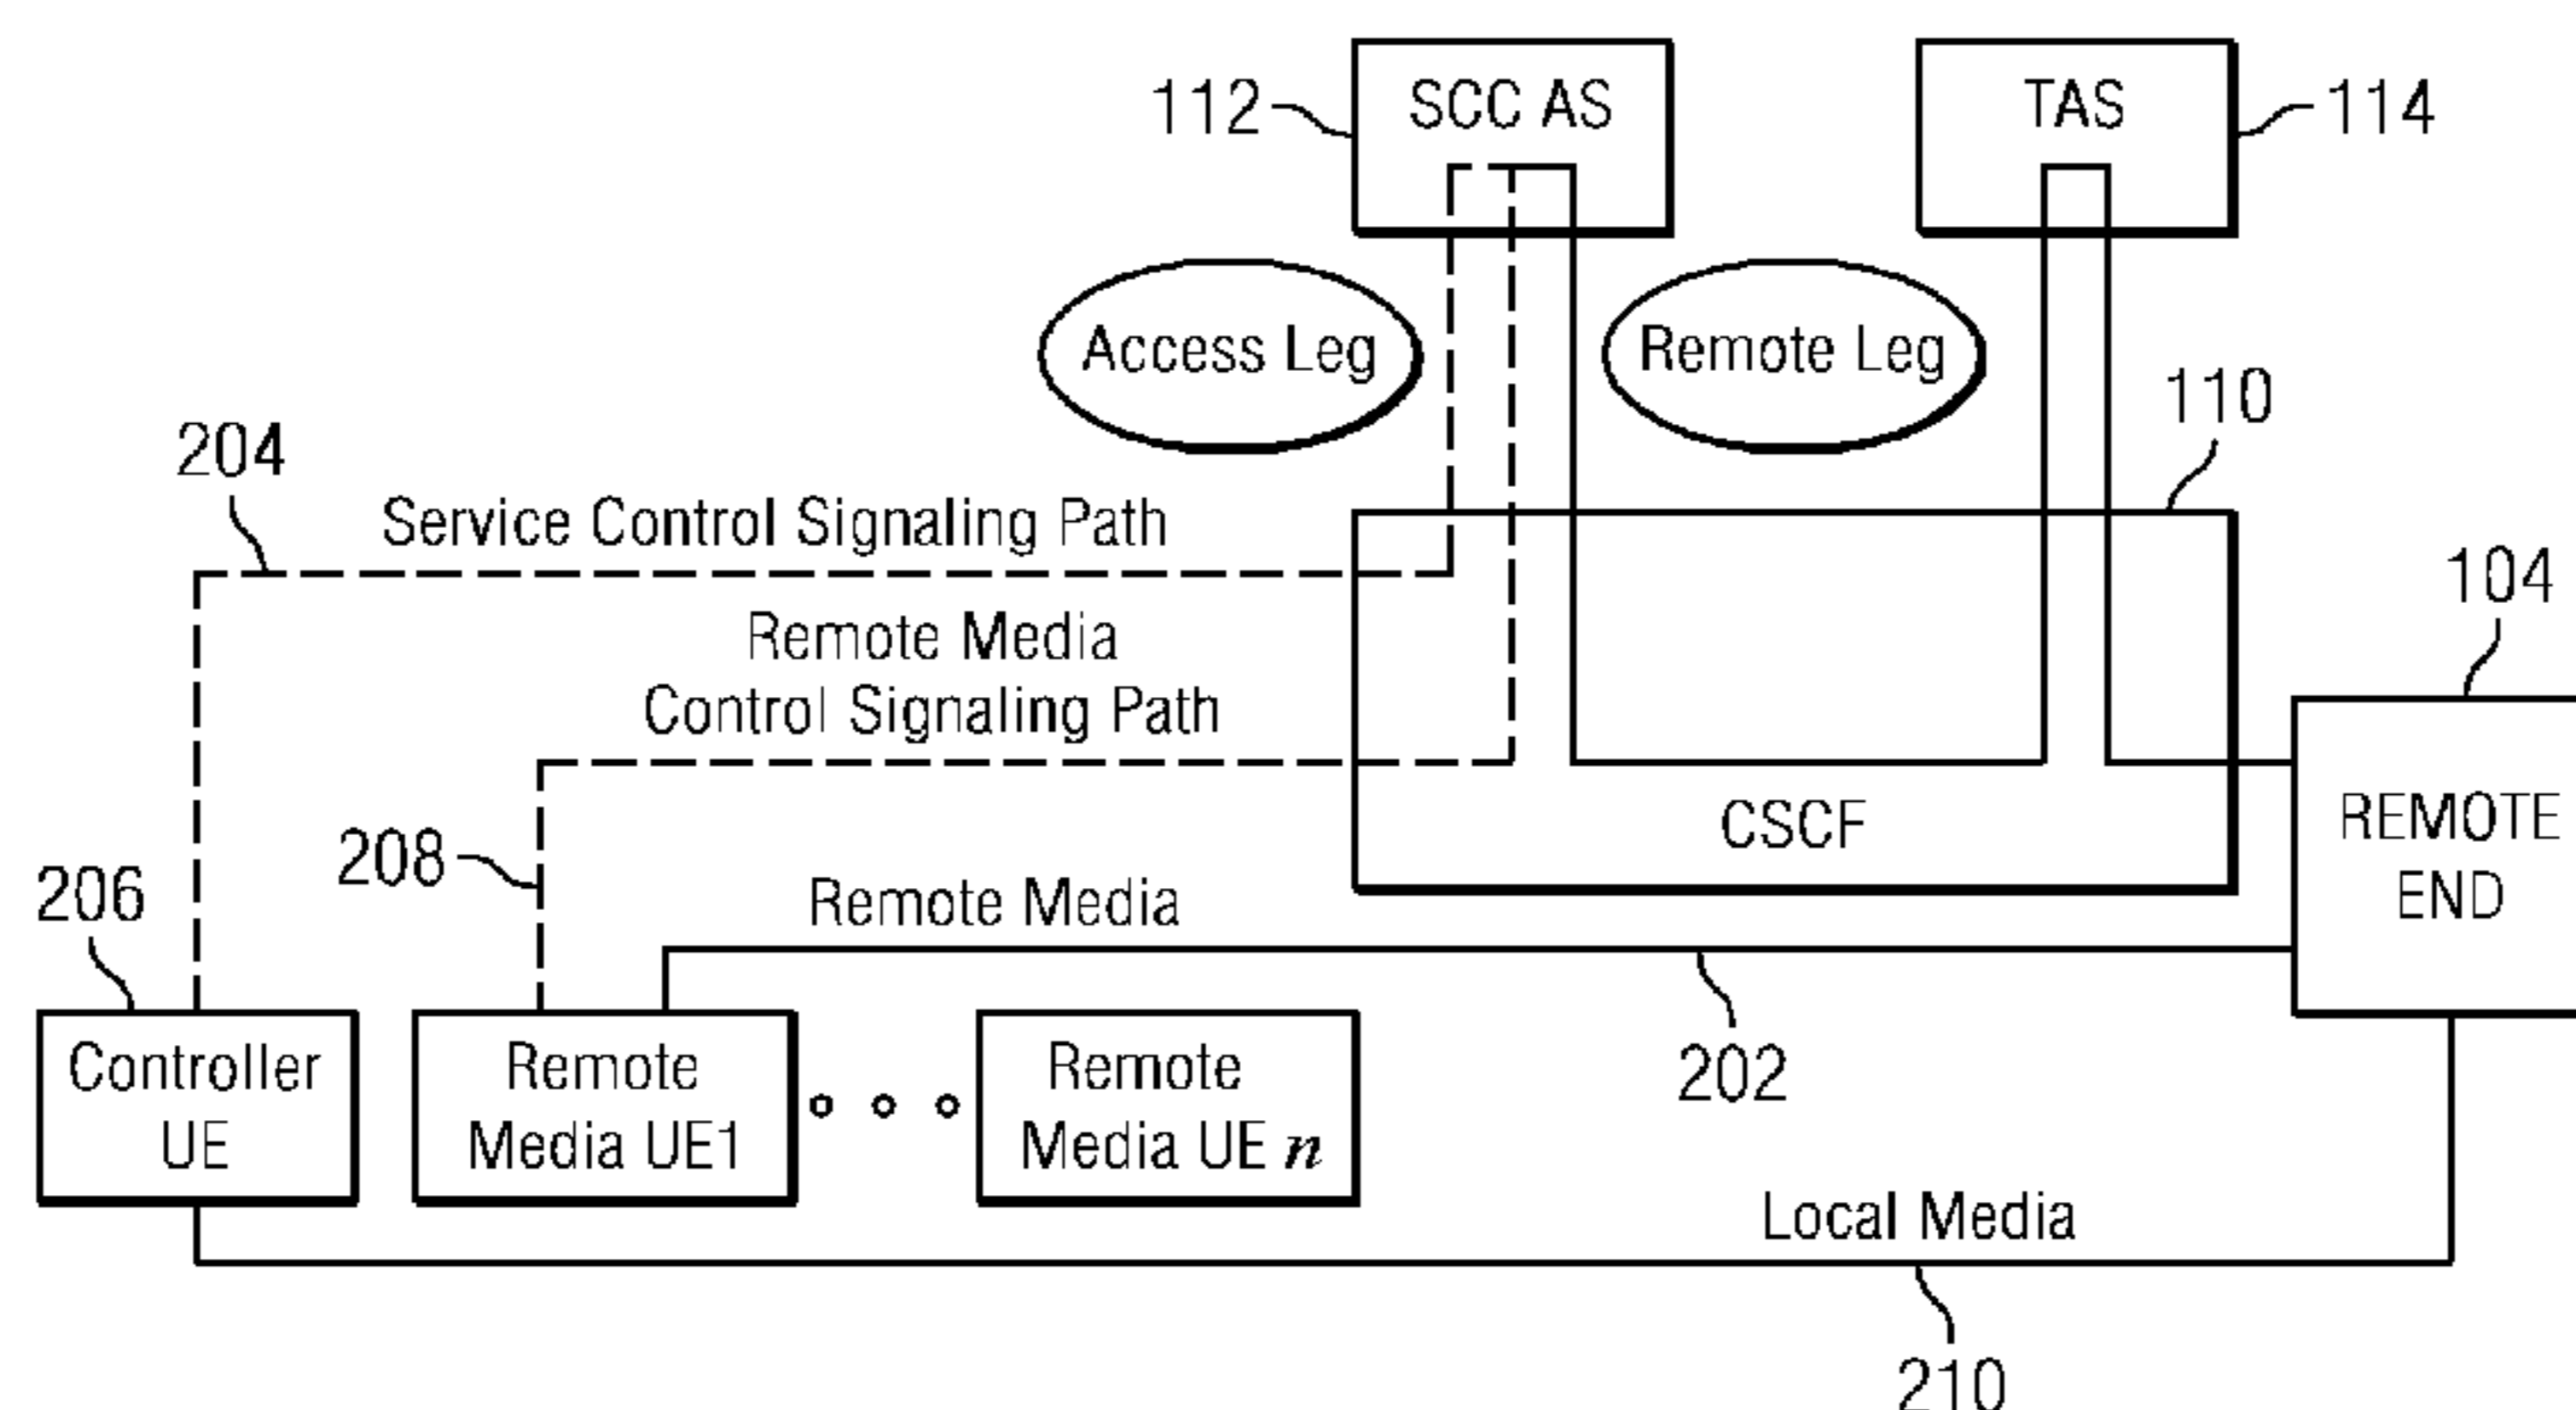 112
SCC AS
TAS
114
Access Leg
Remote Leg
110
204
Service Control Signaling Path
104
Remote Media
Control Signaling Path
CSCF
REMOTE
END
208
206
Remote Media
Controller
UE
Remote
Media UE1
Remote
Media UE n
202
Local Media
210